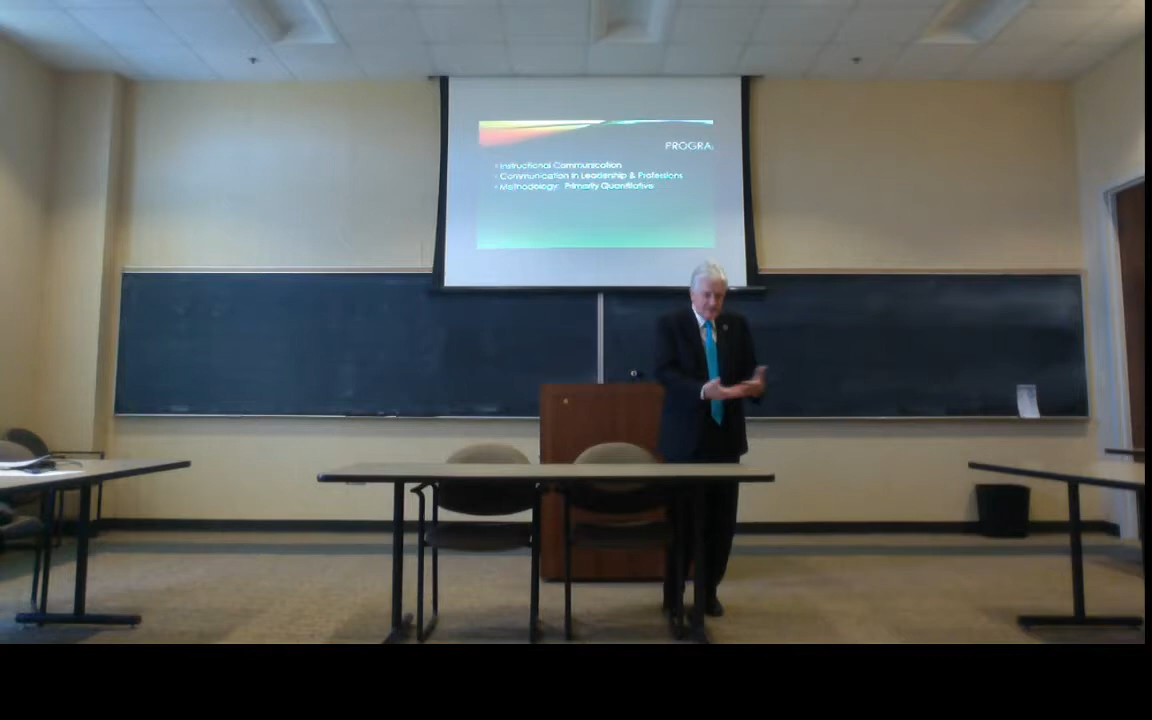 PROGRA
Instructional Communication
Communication in Leadership & Professions
Methodology: Primarily Quantitative